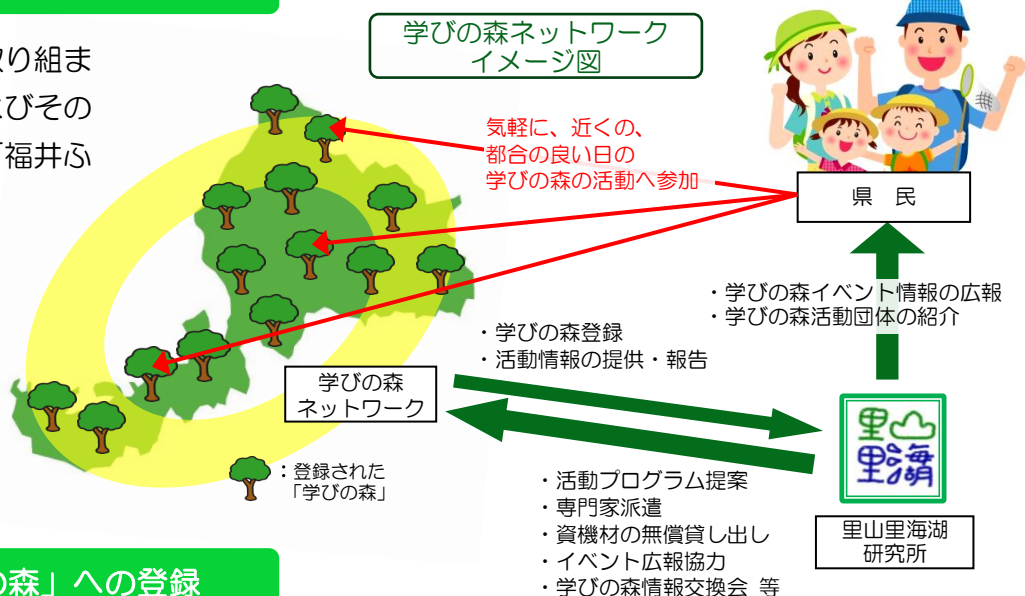 学びの森ネットワーク
イメージ図
り組ま
びその
「福井ふ
気軽に、近くの、
都合の良い日の
学びの森の活動へ参加
県 民
・学びの森イベント情報の広報
・学びの森活動団体の紹介
・学びの森登録
・活動情報の提供・報告
学びの森
ネットワーク
:登録された
「学びの森」
・活動プログラム提案
・専門家派遣
・資機材の無償貸し出し
・イベント広報協力
・学びの森情報交換会 等
里山
里海湖
里山里海湖
研究所
の森」への登録